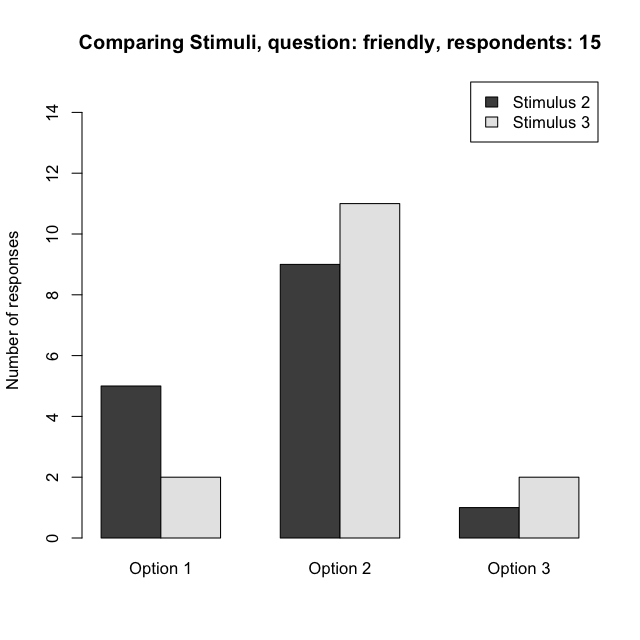 Comparing Stimuli, question: friendly, respondents: 15
Stimulus 2
Stimulus 3
Number of responses
14
12
10
8
6
4
2
0
Option 1
Option 2
Option 3